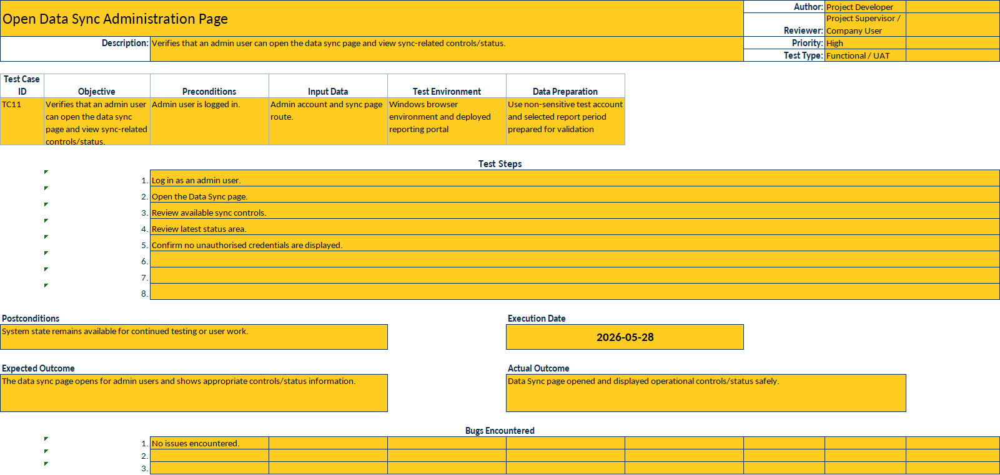 Open Data Sync Administration Page
Author: Project Developer
Reviewer: Project Supervisor /
Company User
Description: Verifies that an admin user can open the data sync page and view sync-related controls/status.
Priority: High
Test Type: Functional / UAT
Test Case
ID
Objective
Preconditions
Input Data
Test Environment
Data Preparation
TC11
Verifies that an admin user
can open the data sync
page and view sync-related
controls/status.
Admin user is logged in.
Admin account and sync page
route.
Windows browser
environment and deployed
reporting portal
Use non-sensitive test account
and selected report period
prepared for validation
Test Steps
1. Log in as an admin user.
2. Open the Data Sync page.
3. Review available sync controls.
4. Review latest status area.
5. Confirm no unauthorised credentials are displayed.
6.
7.
8.
Postconditions
System state remains available for continued testing or user work.
Execution Date
2026-05-28
Expected Outcome
The data sync page opens for admin users and shows appropriate controls/status information.
Actual Outcome
Data Sync page opened and displayed operational controls/status safely.
Bugs Encountered
1. No issues encountered.
2.
3.